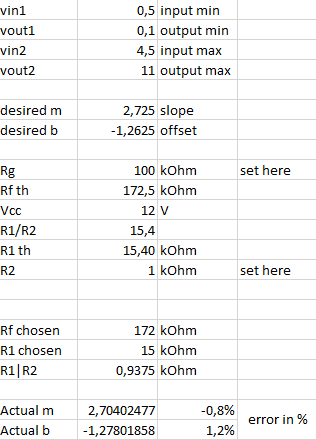 vin1 0,5 input min
vout1 0,1 output min
vin2 4,5 input max
vout2 11 output max
desired m 2,725 slope
desired b -1,2625 offset
Rg 100 kOhm set here
Rf th 172,5 kOhm
Vcc 12 V
R1/R2 15,4
R1 th 15,40 kOhm
R2 1 kOhm set here
Rf chosen 172 kOhm
R1 chosen 15 kOhm
R1|R2 0,9375 kOhm
Actual m 2,70402477 -0,8% error in %
Actual b -1,27801858 1,2%